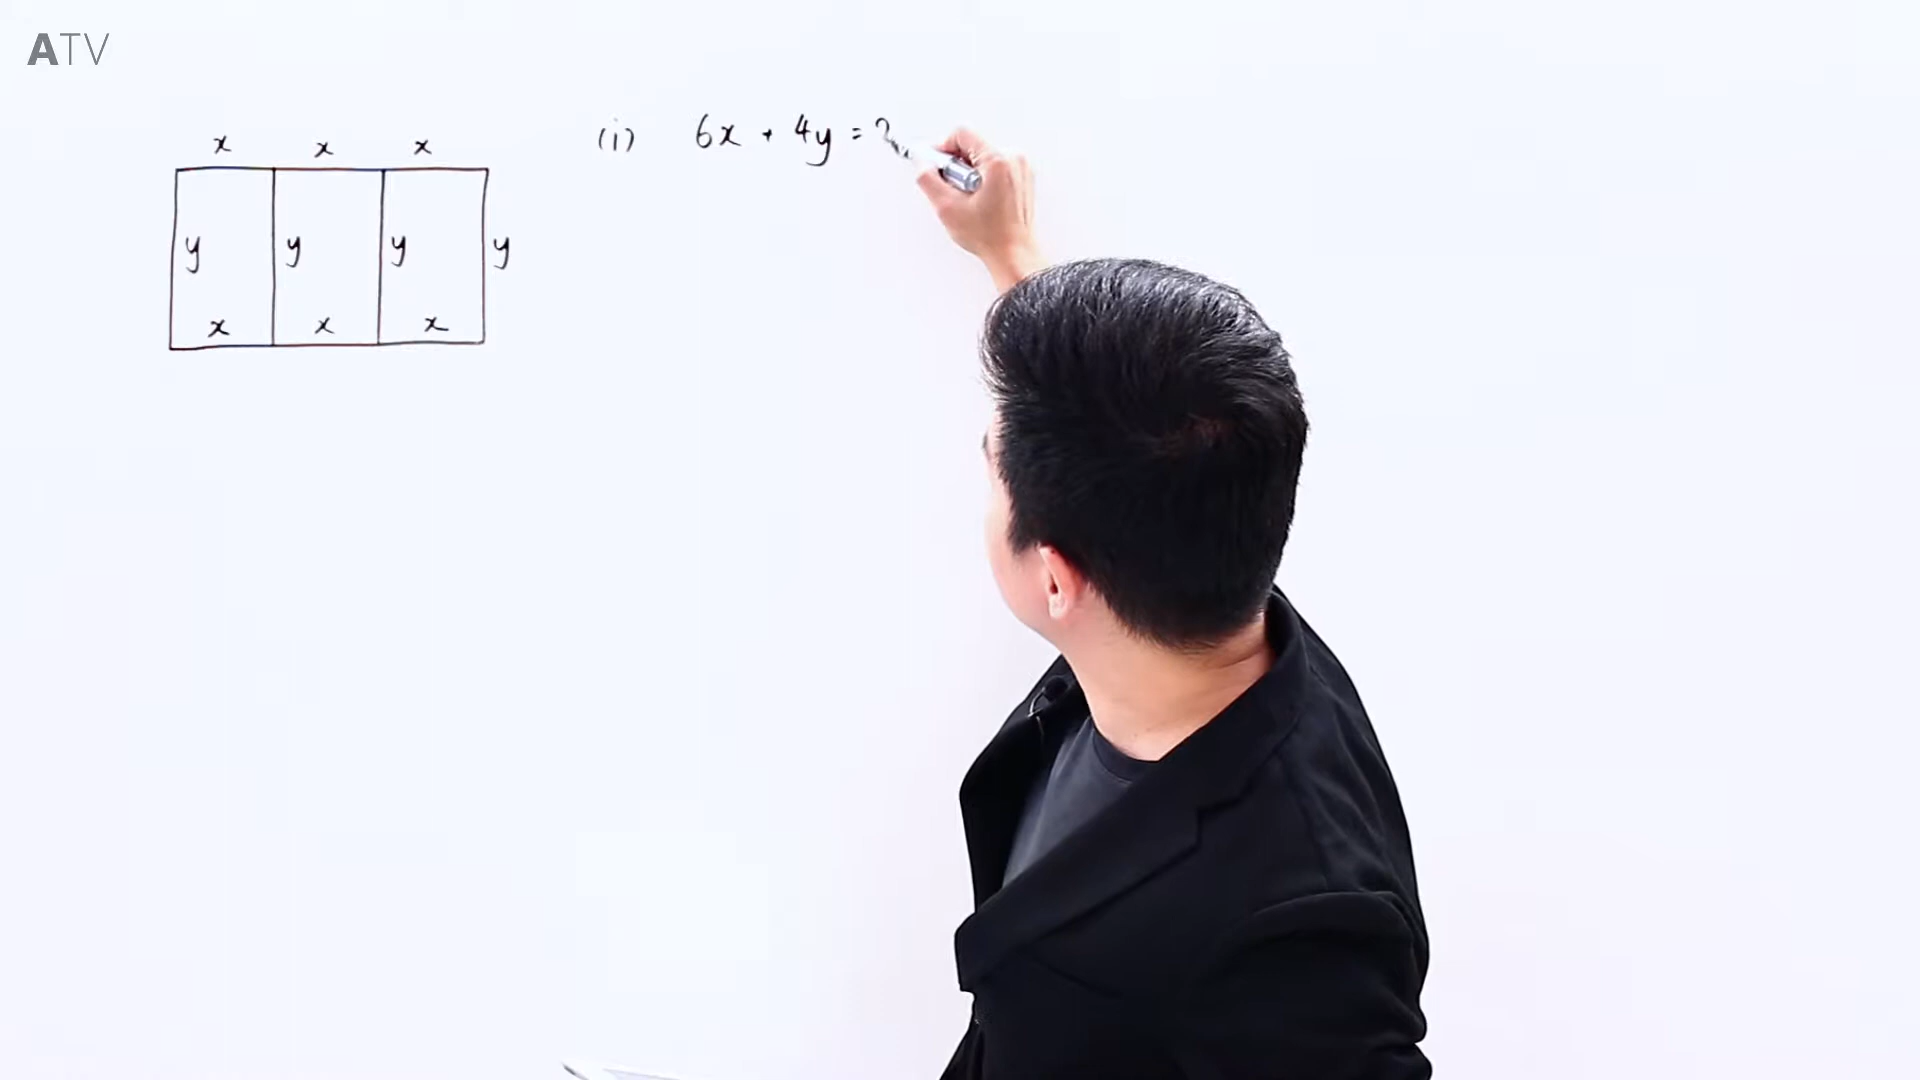 ATV
x x x
(i) 6x + 4y =
y y y y
x x x